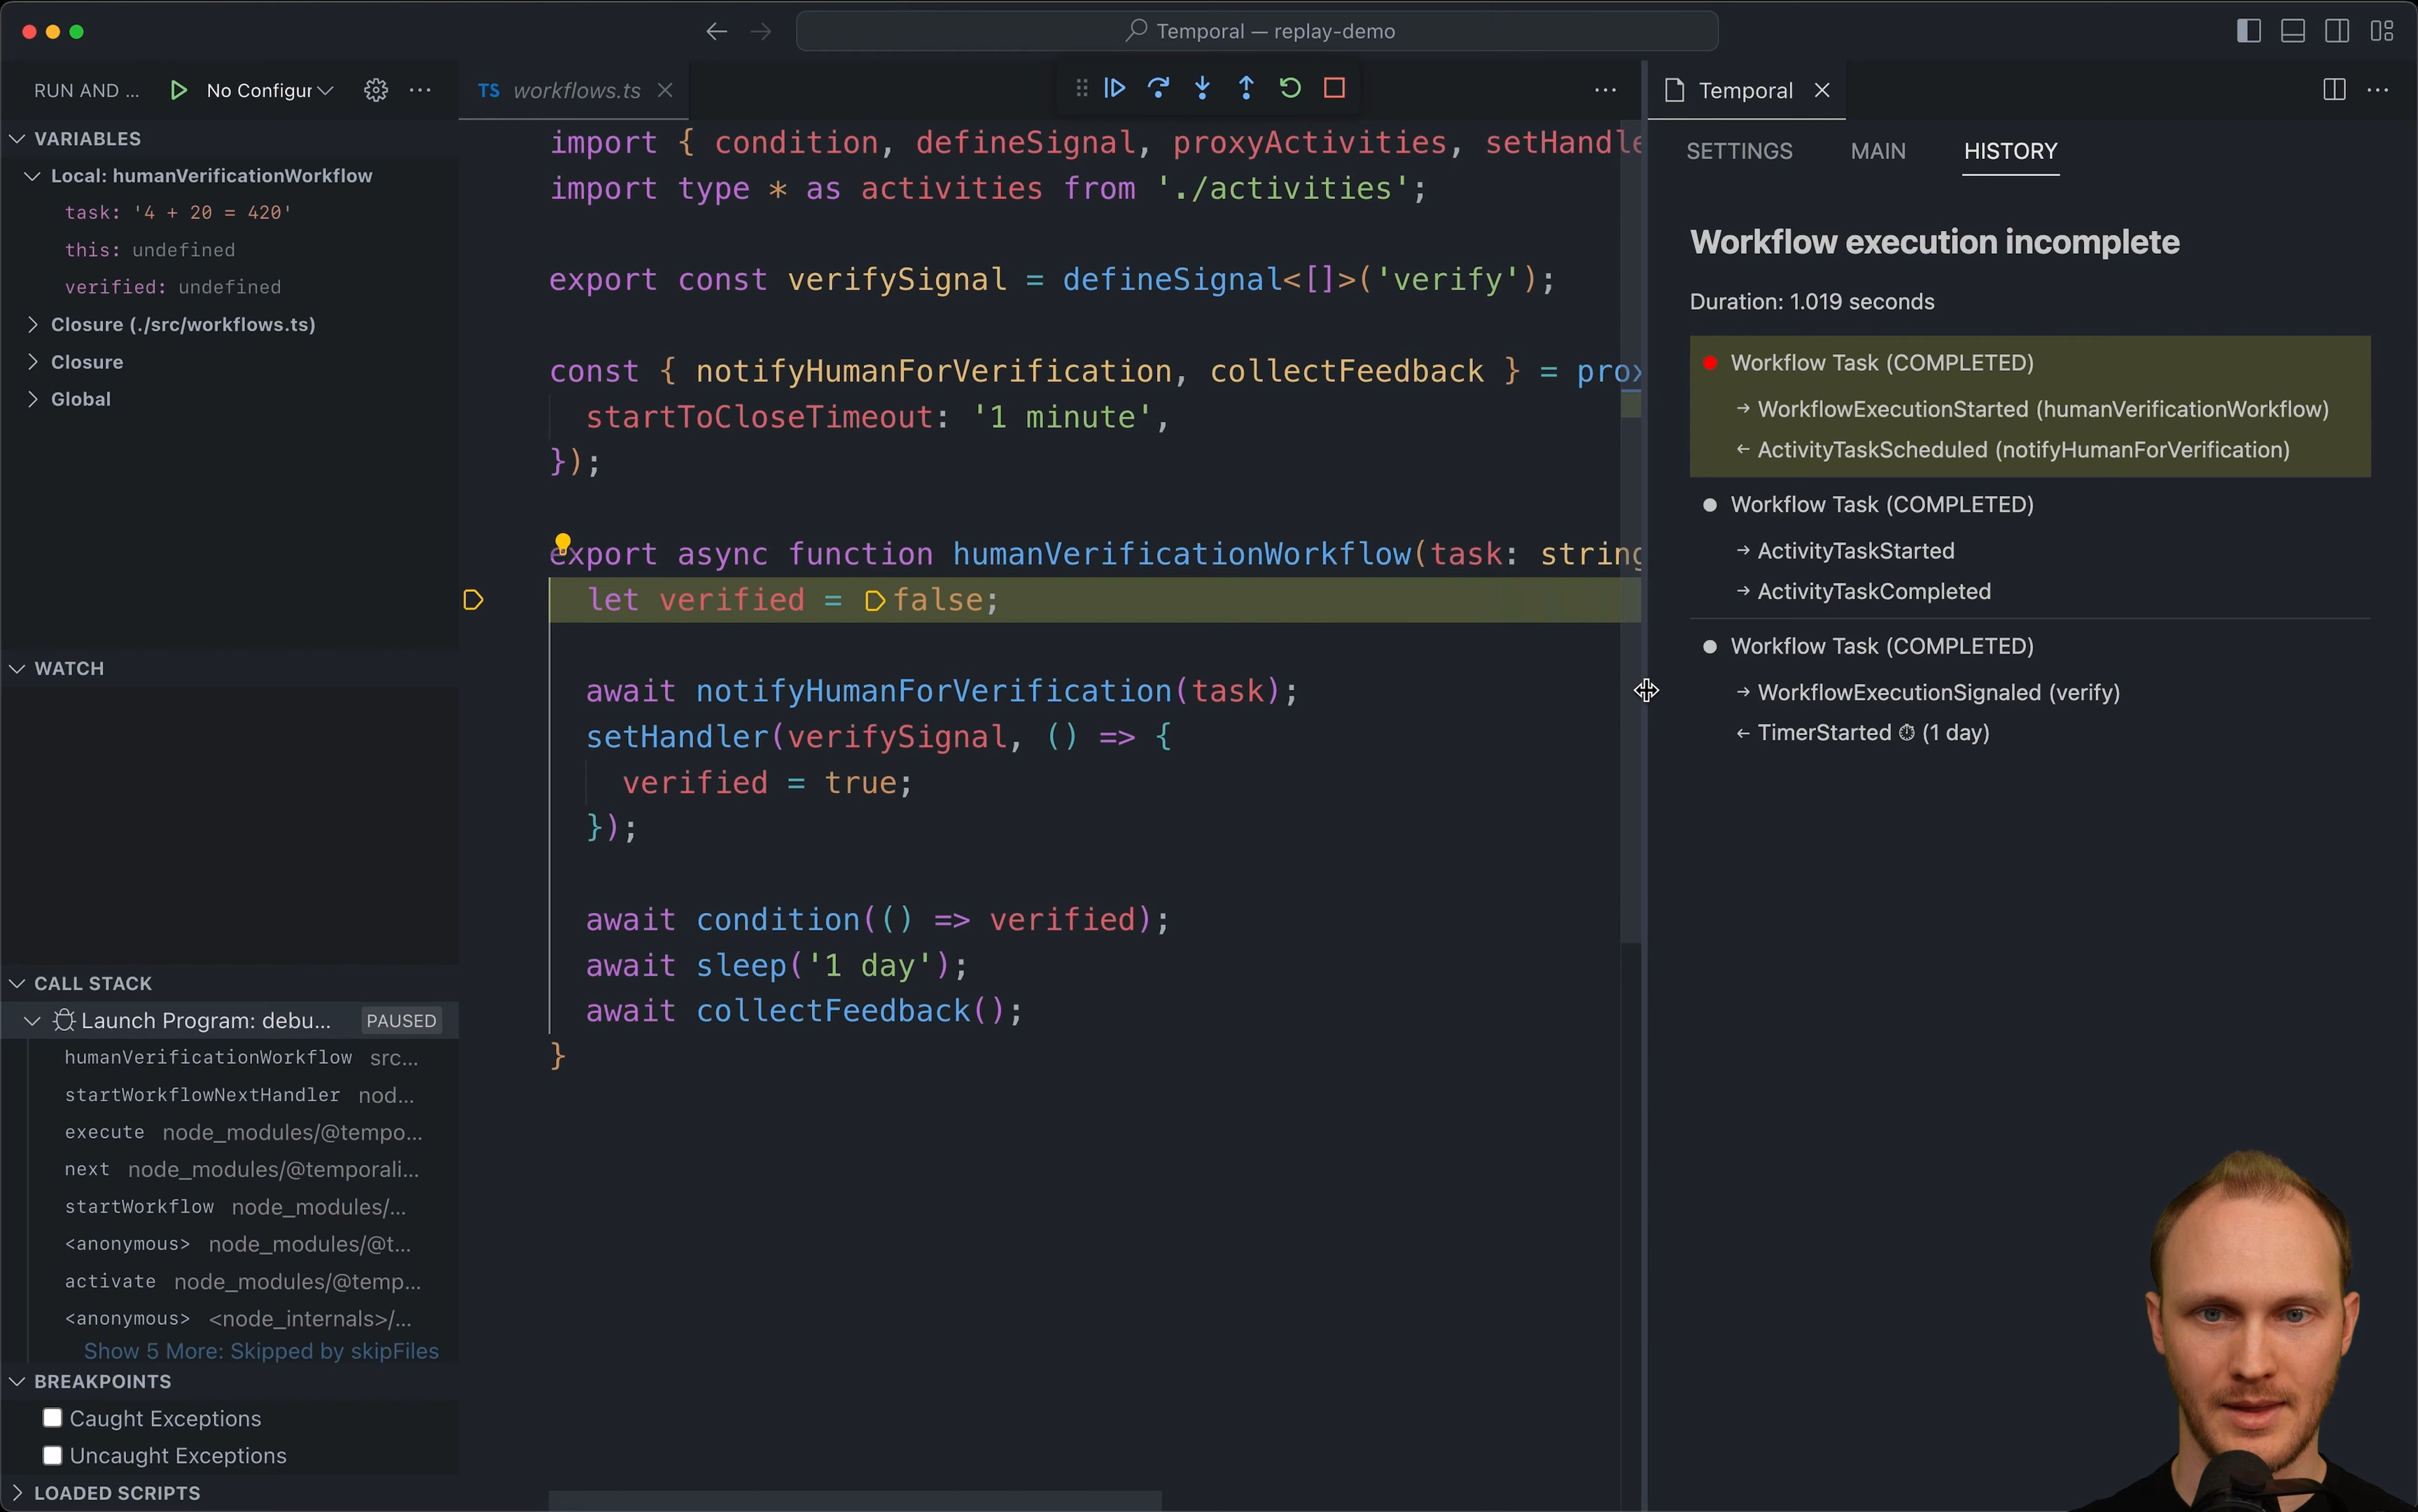 Temporal — replay-demo
RUN AND ...
No Configur
VARIABLES
Local: humanVerificationWorkflow
task: '4 + 20 = 420'
this: undefined
verified: undefined
Closure (./src/workflows.ts)
Closure
Global
WATCH
CALL STACK
Launch Program: debu... PAUSED
humanVerificationWorkflow src...
startWorkflowNextHandler nod...
execute node_modules/@tempo...
next node_modules/@temporali...
startWorkflow node_modules/...
<anonymous> node_modules/@t...
activate node_modules/@temp...
<anonymous> <node_internals>/...
Show 5 More: Skipped by skipFiles
BREAKPOINTS
Caught Exceptions
Uncaught Exceptions
LOADED SCRIPTS
TS workflows.ts
import { condition, defineSignal, proxyActivities, setHandle
import type * as activities from './activities';
export const verifySignal = defineSignal<[]>('verify');
const { notifyHumanForVerification, collectFeedback } = prox
startToCloseTimeout: '1 minute',
});
export async function humanVerificationWorkflow(task: string
let verified = false;
await notifyHumanForVerification(task);
setHandler(verifySignal, () => {
verified = true;
});
await condition(() => verified);
await sleep('1 day');
await collectFeedback();
}
Temporal
SETTINGS MAIN HISTORY
Workflow execution incomplete
Duration: 1.019 seconds
Workflow Task (COMPLETED)
→ WorkflowExecutionStarted (humanVerificationWorkflow)
← ActivityTaskScheduled (notifyHumanForVerification)
Workflow Task (COMPLETED)
→ ActivityTaskStarted
→ ActivityTaskCompleted
Workflow Task (COMPLETED)
→ WorkflowExecutionSignaled (verify)
← TimerStarted ⏱ (1 day)